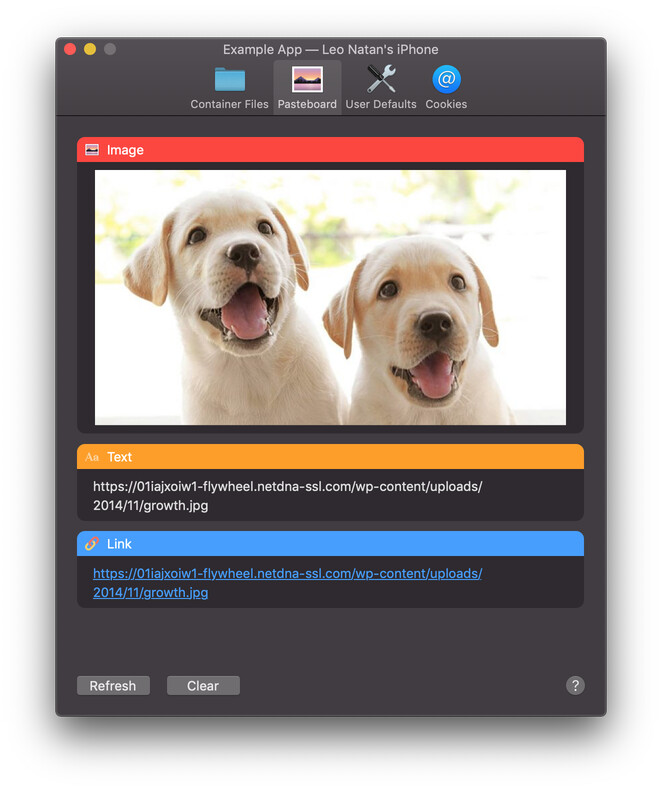 Example App — Leo Natan's iPhone
Container Files Pasteboard User Defaults Cookies
Image
Aa Text
https://01iajxoiw1-flywheel.netdna-ssl.com/wp-content/uploads/
2014/11/growth.jpg
Link
https://01iajxoiw1-flywheel.netdna-ssl.com/wp-content/uploads/
2014/11/growth.jpg
Refresh Clear ?